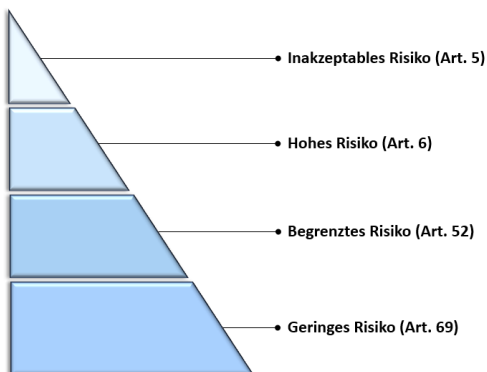 Inakzeptables Risiko (Art. 5)
Hohes Risiko (Art. 6)
Begrenztes Risiko (Art. 52)
Geringes Risiko (Art. 69)